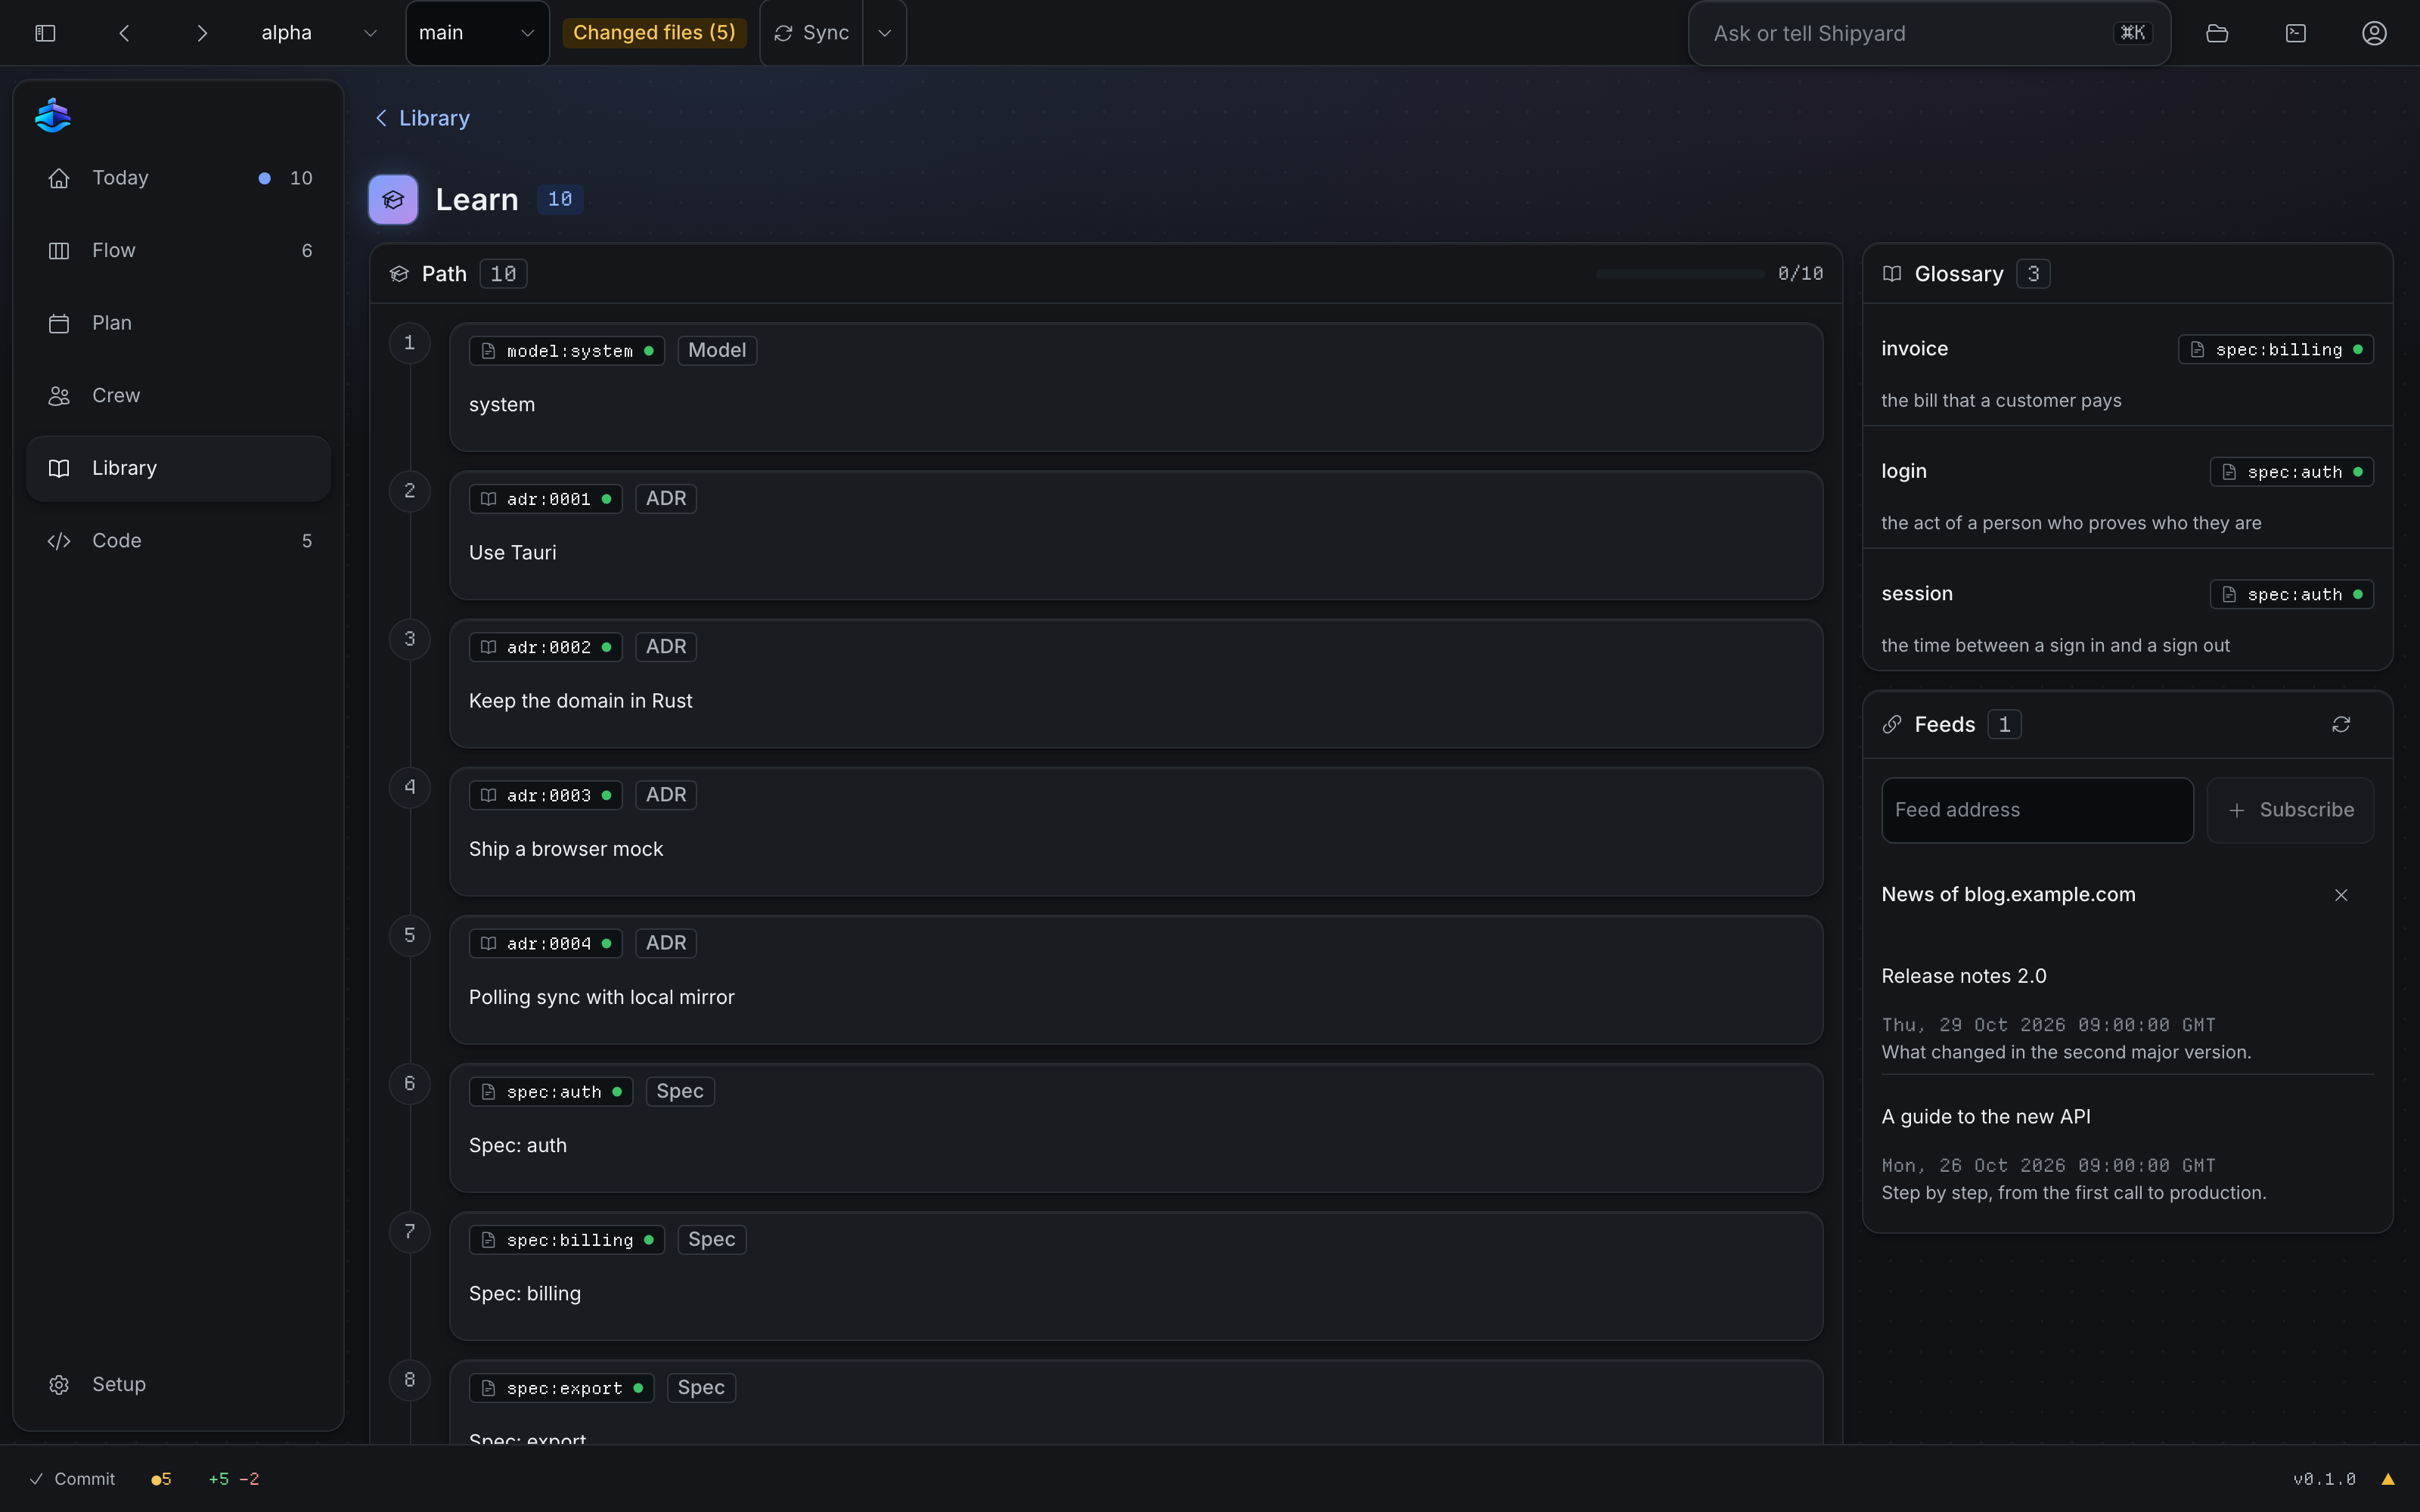 alpha
main
Changed files (5)
Sync
Ask or tell Shipyard
⌘K
Today 10
Flow 6
Plan
Crew
Library
Code 5
Setup
Library
Learn 10
Path 10
0/10
1
model:system Model
system
2
adr:0001 ADR
Use Tauri
3
adr:0002 ADR
Keep the domain in Rust
4
adr:0003 ADR
Ship a browser mock
5
adr:0004 ADR
Polling sync with local mirror
6
spec:auth Spec
Spec: auth
7
spec:billing Spec
Spec: billing
8
spec:export Spec
Spec: export
Glossary 3
invoice spec:billing
the bill that a customer pays
login spec:auth
the act of a person who proves who they are
session spec:auth
the time between a sign in and a sign out
Feeds 1
Feed address
Subscribe
News of blog.example.com
Release notes 2.0
Thu, 29 Oct 2026 09:00:00 GMT
What changed in the second major version.
A guide to the new API
Mon, 26 Oct 2026 09:00:00 GMT
Step by step, from the first call to production.
Commit 5 +5 -2
v0.1.0